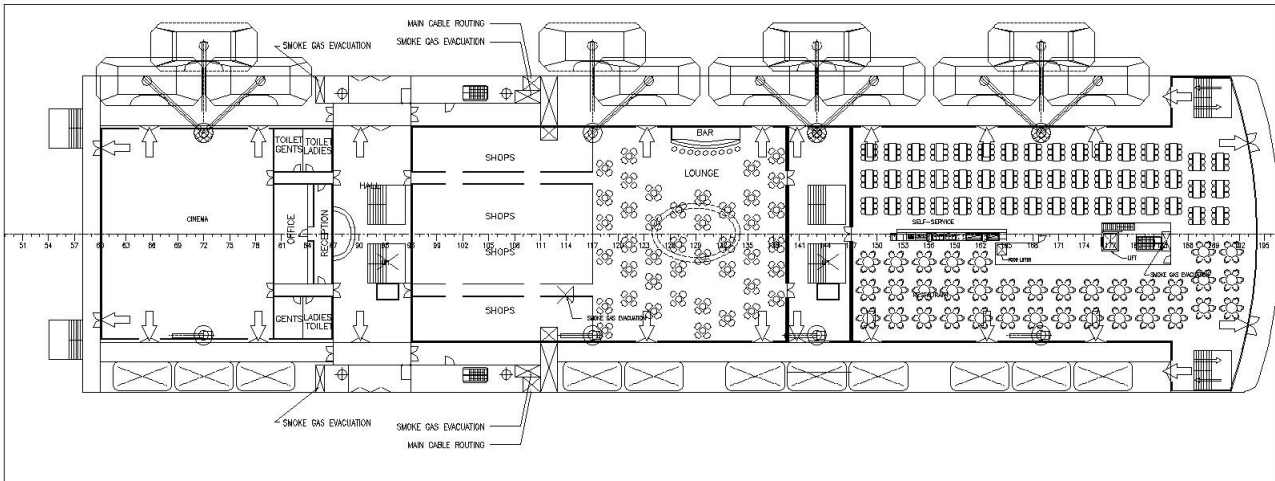 MAIN CABLE ROUTING
SMOKE GAS EVACUATION
SMOKE GAS EVACUATION
TOILET GENTS
TOILET LADIES
BAR
SHOPS
LOUNGE
HALL
CINEMA
OFFICE
RECEPTION
SHOPS
SELF-SERVICE
51 54 57 60 63 66 69 72 75 78 81 84 87 90 93 96 99 102 105 108 111 114 117 120 123 126 129 132 135 138 141 144 147 150 153 156 159 162 165 168 171 174 177 180 183 186 189 192 195
SHOPS
LIFT
FOOD LIFTER
LIFT
SMOKE GAS EVACUATION
RESTAURANT
SHOPS
SMOKE GAS EVACUATION
GENTS
LADIES TOILET
SMOKE GAS EVACUATION
SMOKE GAS EVACUATION
MAIN CABLE ROUTING